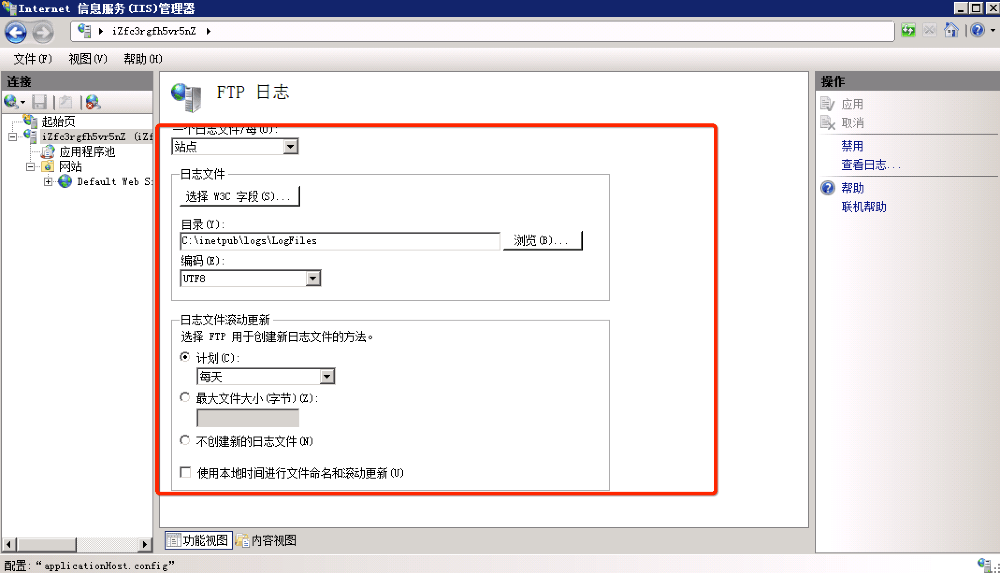 Internet 信息服务(IIS)管理器
iZfc3rgfh5vr5nZ
文件(F) 视图(V) 帮助(H)
连接
起始页
iZfc3rgfh5vr5nZ (iZf
应用程序池
网站
Default Web Si
FTP 日志
一个日志文件/每(O):
站点
日志文件
选择 W3C 字段(S)...
目录(Y):
C:\inetpub\logs\LogFiles
浏览(B)...
编码(E):
UTF8
日志文件滚动更新
选择 FTP 用于创建新日志文件的方法。
计划(C):
每天
最大文件大小(字节)(Z):
不创建新的日志文件(N)
使用本地时间进行文件命名和滚动更新(U)
功能视图 内容视图
操作
应用
取消
禁用
查看日志...
帮助
联机帮助
配置:“applicationHost.config”